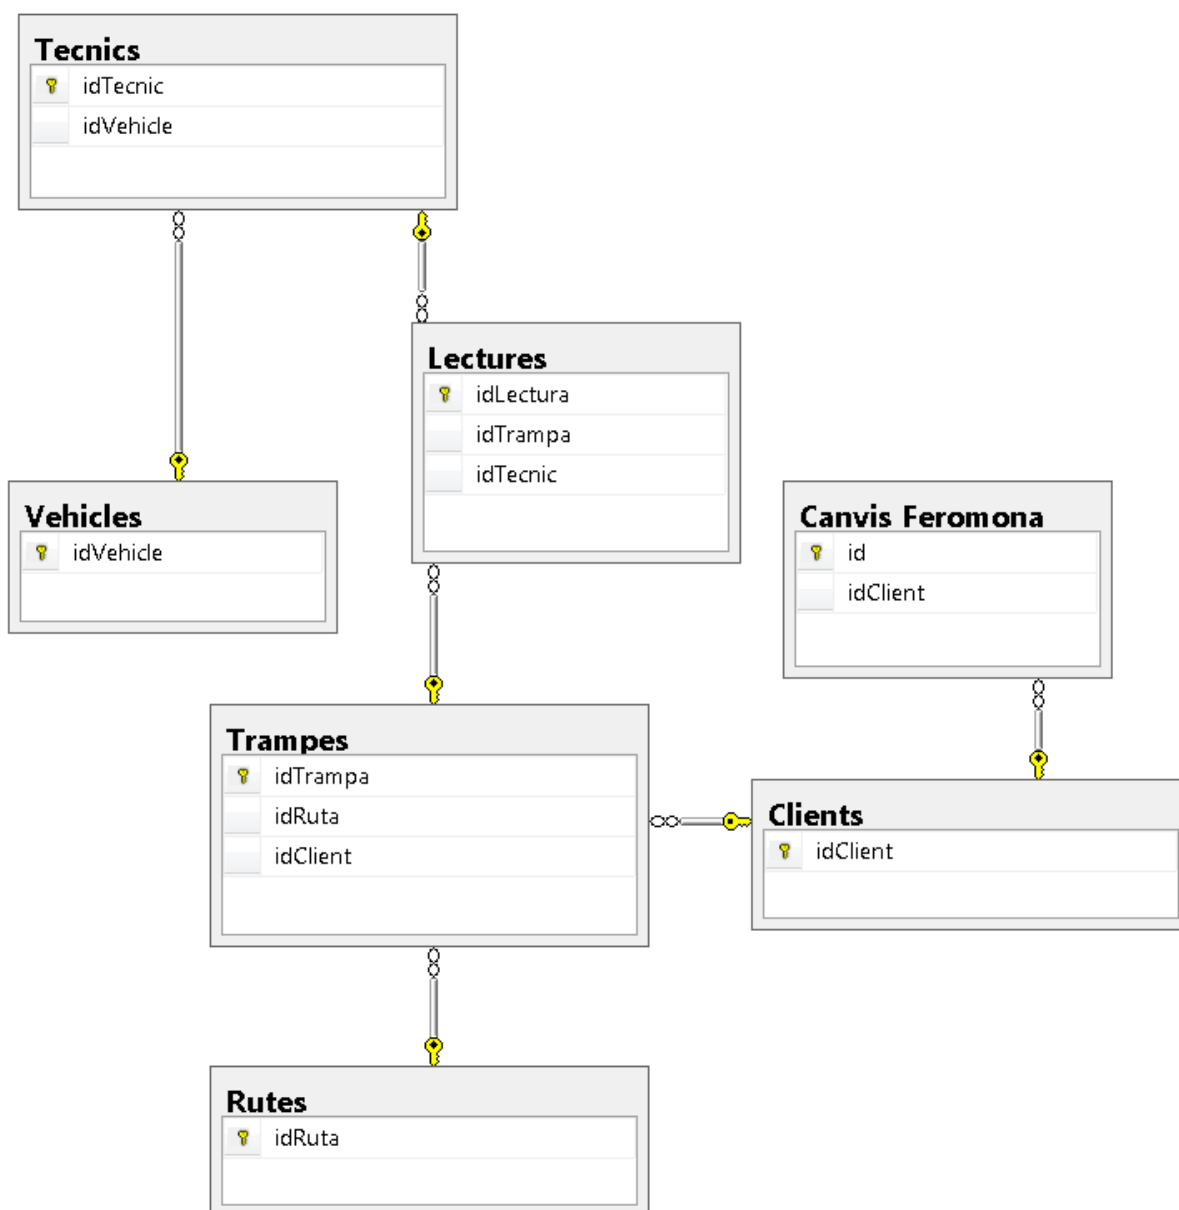 Tecnics
idTecnic
idVehicle
Lectures
idLectura
idTrampa
idTecnic
Vehicles
idVehicle
Canvis Feromona
id
idClient
Trampes
idTrampa
idRuta
idClient
Clients
idClient
Rutes
idRuta